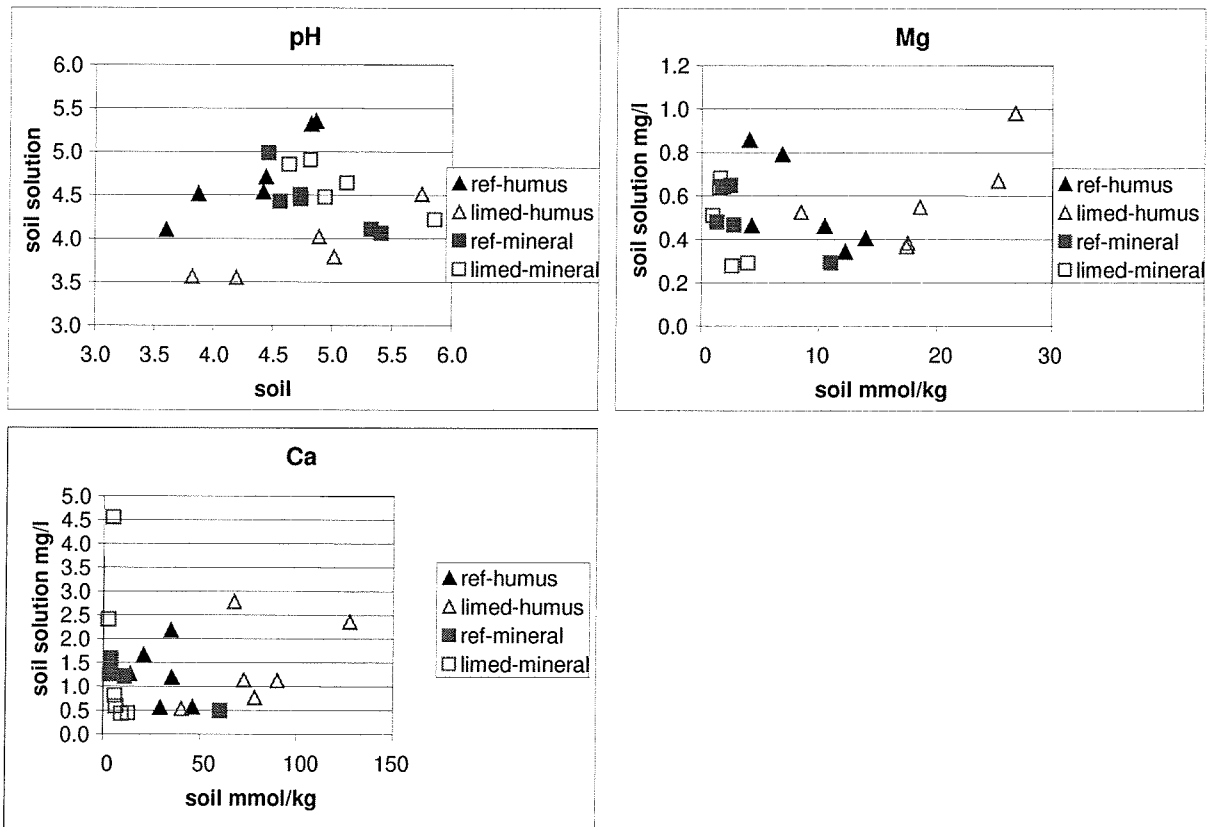 pH
soil solution
6.0
5.5
5.0
4.5
4.0
3.5
3.0
3.0 3.5 4.0 4.5 5.0 5.5 6.0
soil
ref-humus
limed-humus
ref-mineral
limed-mineral
Mg
soil solution mg/l
1.2
1.0
0.8
0.6
0.4
0.2
0.0
0 10 20 30
soil mmol/kg
ref-humus
limed-humus
ref-mineral
limed-mineral
Ca
soil solution mg/l
5.0
4.5
4.0
3.5
3.0
2.5
2.0
1.5
1.0
0.5
0.0
0 50 100 150
soil mmol/kg
ref-humus
limed-humus
ref-mineral
limed-mineral